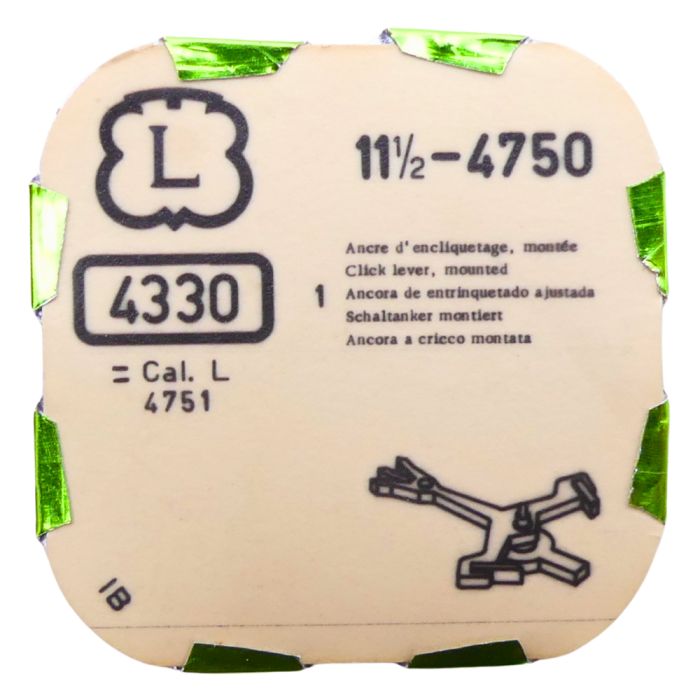 L
11½-4750
4330
= Cal. L
4751
1
Ancre d'encliquetage, montée
Click lever, mounted
Ancora de entrinquetado ajustada
Schaltanker montiert
Ancora a cricco montata
IB